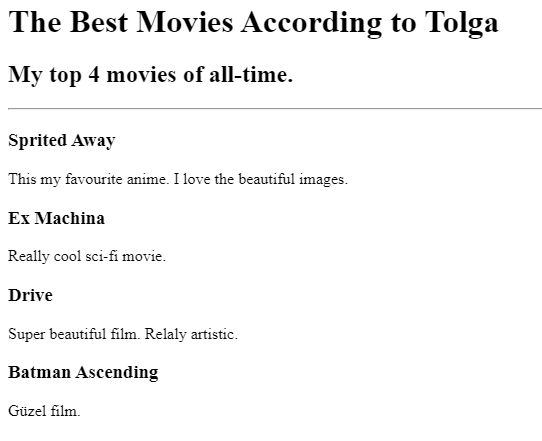 The Best Movies According to Tolga
My top 4 movies of all-time.
Sprited Away
This my favourite anime. I love the beautiful images.
Ex Machina
Really cool sci-fi movie.
Drive
Super beautiful film. Relaly artistic.
Batman Ascending
Güzel film.